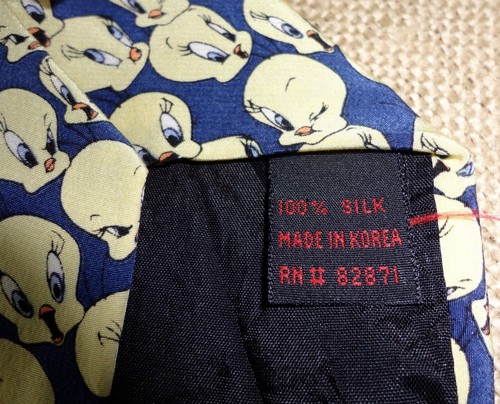 100% SILK
MADE IN KOREA
RN # 82871